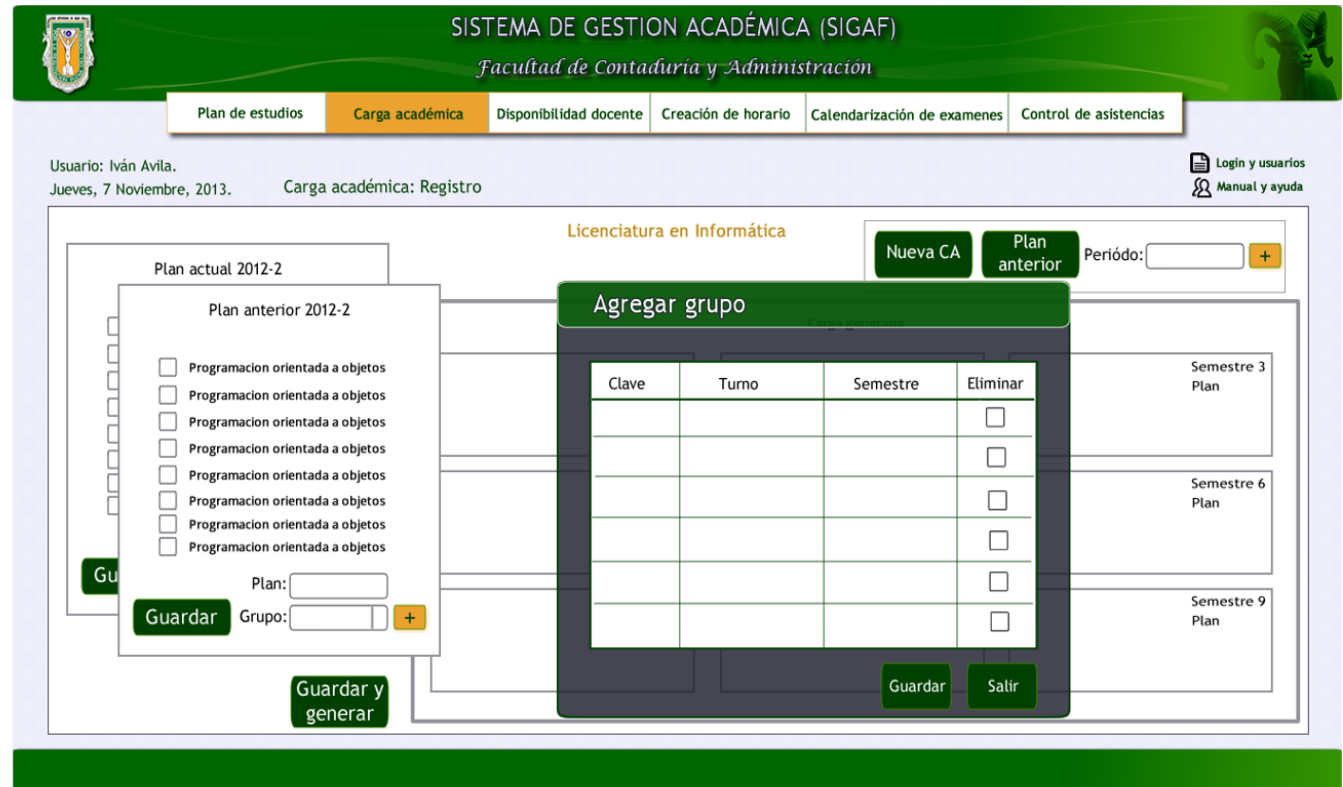 SISTEMA DE GESTION ACADÉMICA (SIGAF)
Facultad de Contaduría y Administración
Plan de estudios
Carga académica
Disponibilidad docente
Creación de horario
Calendarización de examenes
Control de asistencias
Usuario: Iván Avila.
Jueves, 7 Noviembre, 2013.
Carga académica: Registro
Login y usuarios
Manual y ayuda
Licenciatura en Informática
Nueva CA
Plan
anterior
Periódo:
+
Plan actual 2012-2
Gu
Plan anterior 2012-2
Programacion orientada a objetos
Programacion orientada a objetos
Programacion orientada a objetos
Programacion orientada a objetos
Programacion orientada a objetos
Programacion orientada a objetos
Programacion orientada a objetos
Programacion orientada a objetos
Plan:
Guardar
Grupo:
+
Guardar y
generar
Carga generada
Agregar grupo
Clave
Turno
Semestre
Eliminar
Guardar
Salir
Semestre 3
Plan
Semestre 6
Plan
Semestre 9
Plan